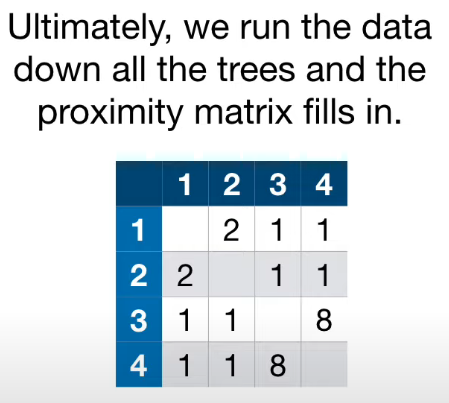 Ultimately, we run the data
down all the trees and the
proximity matrix fills in.
1 2 3 4
1 2 1 1
2 2 1 1
3 1 1 8
4 1 1 8